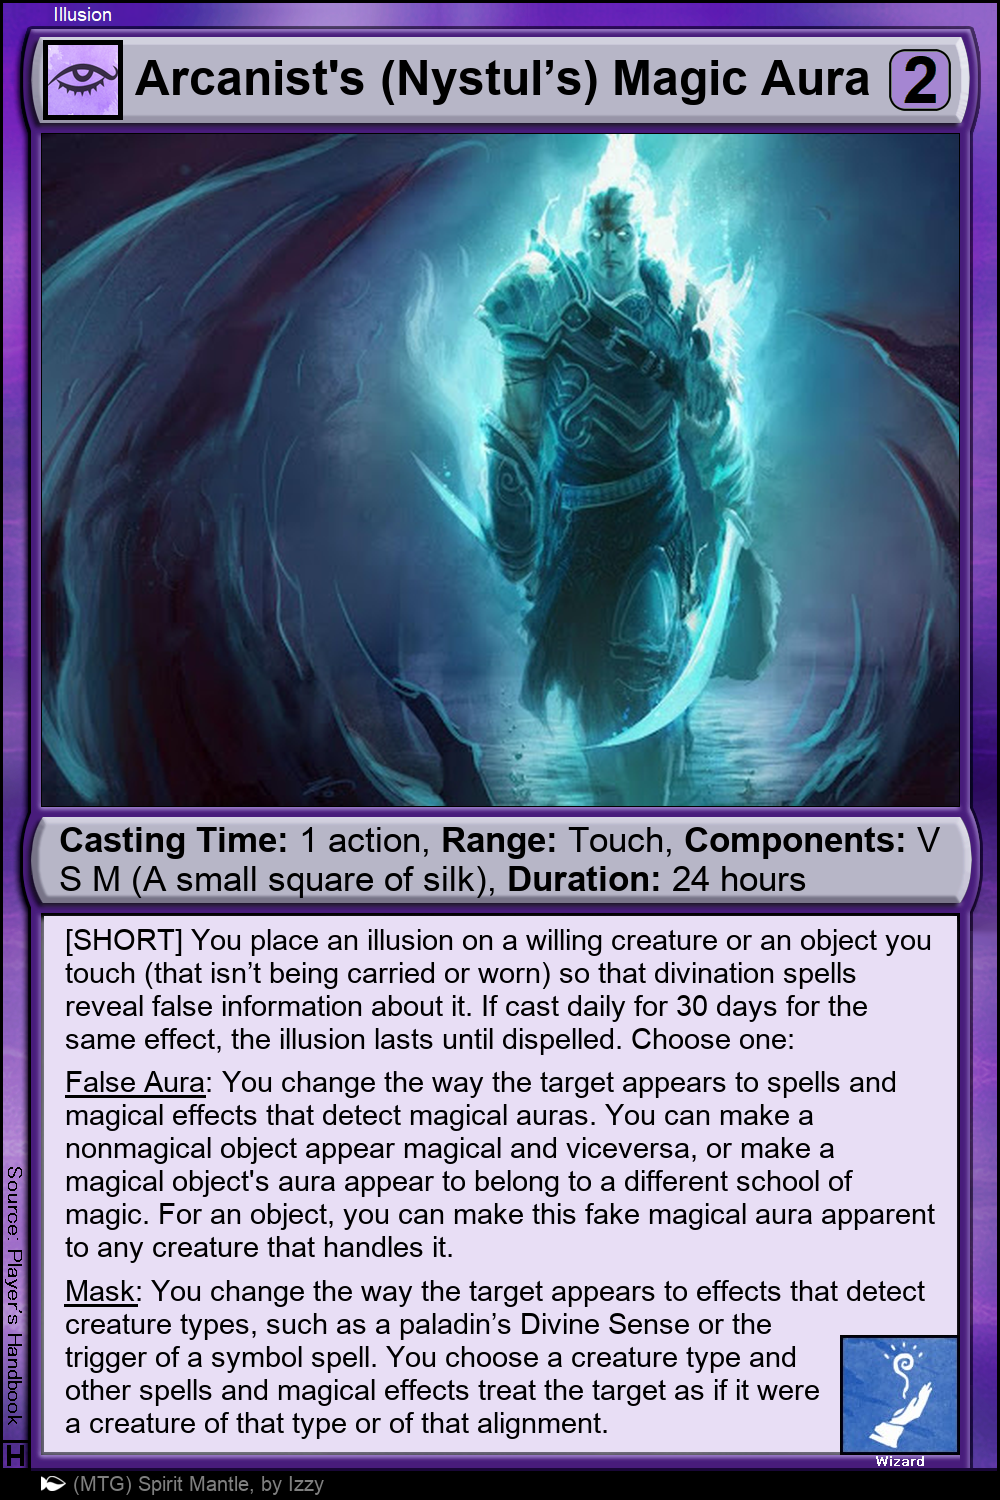 Illusion
Arcanist's (Nystul’s) Magic Aura
2
Casting Time: 1 action, Range: Touch, Components: V
S M (A small square of silk), Duration: 24 hours
[SHORT] You place an illusion on a willing creature or an object you
touch (that isn’t being carried or worn) so that divination spells
reveal false information about it. If cast daily for 30 days for the
same effect, the illusion lasts until dispelled. Choose one:
False Aura: You change the way the target appears to spells and
magical effects that detect magical auras. You can make a
nonmagical object appear magical and viceversa, or make a
magical object's aura appear to belong to a different school of
magic. For an object, you can make this fake magical aura apparent
to any creature that handles it.
Mask: You change the way the target appears to effects that detect
creature types, such as a paladin’s Divine Sense or the
trigger of a symbol spell. You choose a creature type and
other spells and magical effects treat the target as if it were
a creature of that type or of that alignment.
Wizard
Source: Player's Handbook
H
(MTG) Spirit Mantle, by Izzy